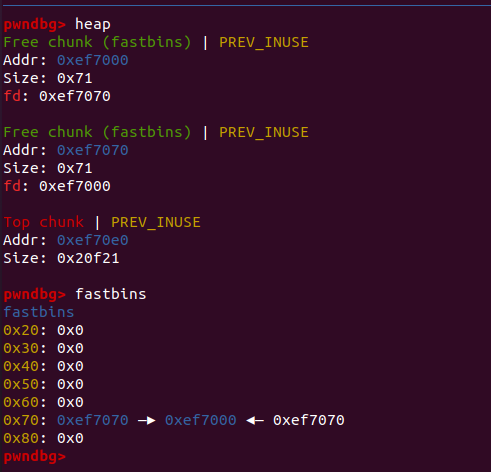 pwndbg> heap
Free chunk (fastbins) | PREV_INUSE
Addr: 0xef7000
Size: 0x71
fd: 0xef7070
Free chunk (fastbins) | PREV_INUSE
Addr: 0xef7070
Size: 0x71
fd: 0xef7000
Top chunk | PREV_INUSE
Addr: 0xef70e0
Size: 0x20f21
pwndbg> fastbins
fastbins
0x20: 0x0
0x30: 0x0
0x40: 0x0
0x50: 0x0
0x60: 0x0
0x70: 0xef7070 —▸ 0xef7000 ◂— 0xef7070
0x80: 0x0
pwndbg>